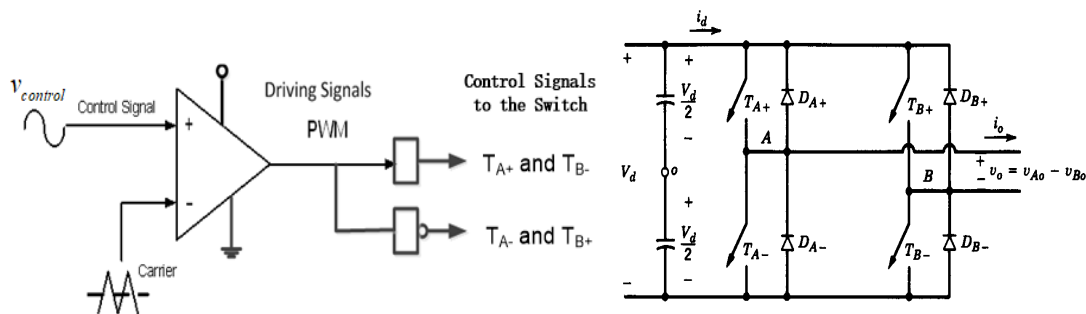 v_control
Control Signal
+
-
Carrier
Driving Signals
PWM
Control Signals
to the Switch
T_A+ and T_B-
T_A- and T_B+
i_d
+
V_d
-
+
V_d/2
-
o
+
V_d/2
-
T_A+
D_A+
T_B+
D_B+
A
B
i_o
+
-
v_o = v_Ao − v_Bo
T_A-
D_A-
T_B-
D_B-